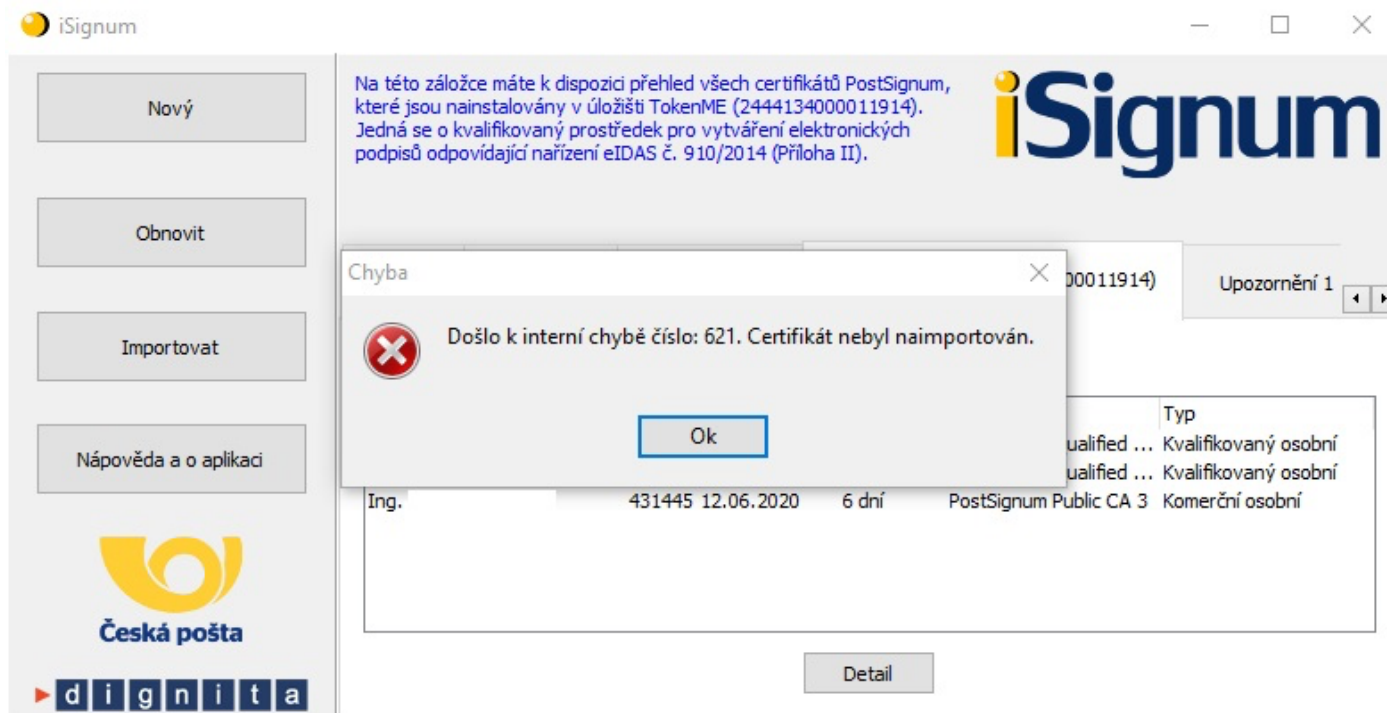 iSignum
Nový
Obnovit
Importovat
Nápověda a o aplikaci
Česká pošta
dignita
Na této záložce máte k dispozici přehled všech certifikátů PostSignum,
které jsou nainstalovány v úložišti TokenME (2444134000011914).
Jedná se o kvalifikovaný prostředek pro vytváření elektronických
podpisů odpovídající nařízení eIDAS č. 910/2014 (Příloha II).
iSignum
00011914)
Upozornění 1
Chyba
Došlo k interní chybě číslo: 621. Certifikát nebyl naimportován.
Ok
Typ
ualified ... Kvalifikovaný osobní
ualified ... Kvalifikovaný osobní
Ing. 431445 12.06.2020 6 dní PostSignum Public CA 3 Komerční osobní
Detail